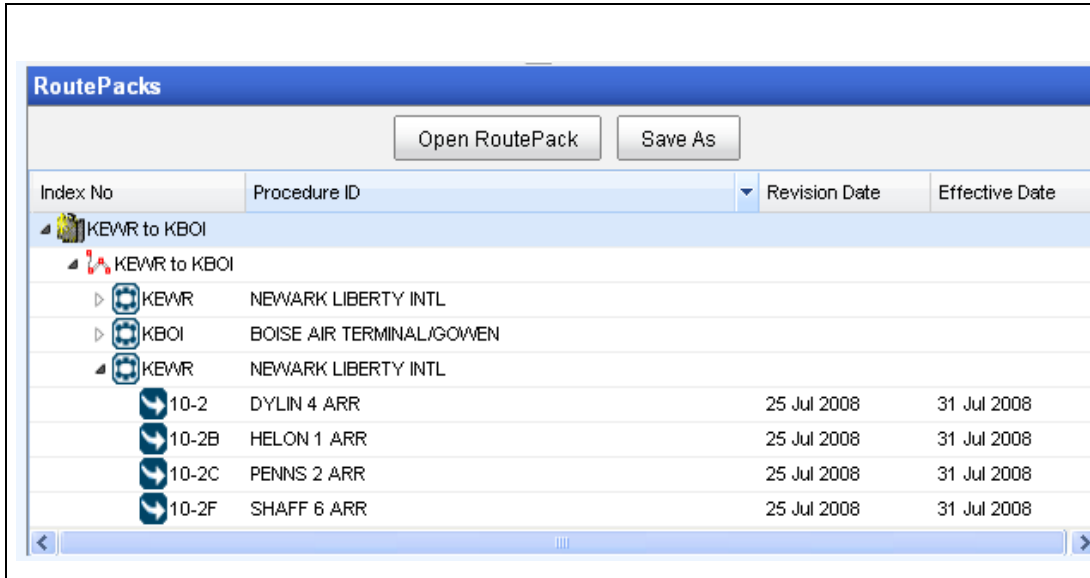 RoutePacks
Open RoutePack Save As
Index No Procedure ID Revision Date Effective Date
KEWR to KBOI
KEWR to KBOI
KEWR NEWARK LIBERTY INTL
KBOI BOISE AIR TERMINAL/GOWEN
KEWR NEWARK LIBERTY INTL
10-2 DYLIN 4 ARR 25 Jul 2008 31 Jul 2008
10-2B HELON 1 ARR 25 Jul 2008 31 Jul 2008
10-2C PENNS 2 ARR 25 Jul 2008 31 Jul 2008
10-2F SHAFF 6 ARR 25 Jul 2008 31 Jul 2008